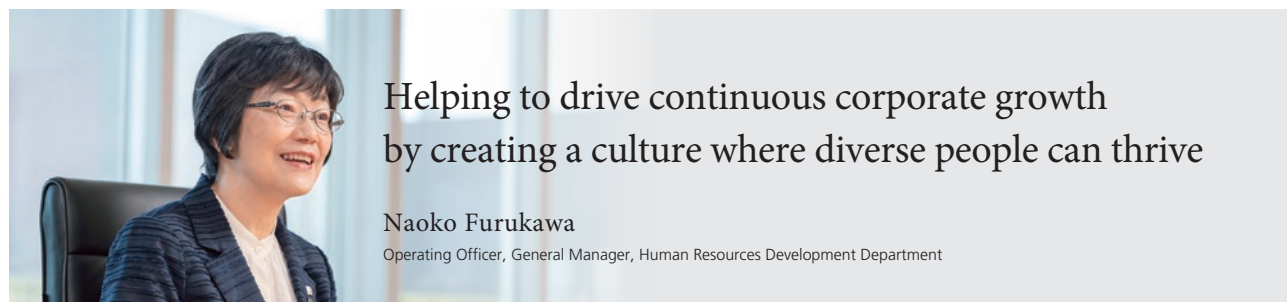 Helping to drive continuous corporate growth
by creating a culture where diverse people can thrive
Naoko Furukawa
Operating Officer, General Manager, Human Resources Development Department